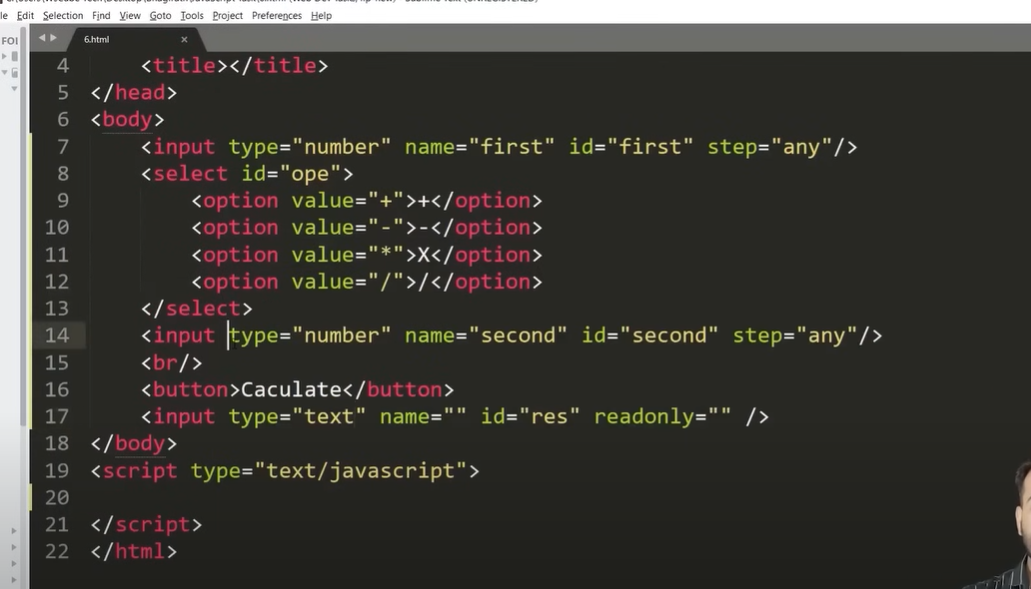 Edit Selection Find View Goto Tools Project Preferences Help
FOL
6.html ×
4 <title></title>
5 </head>
6 <body>
7 <input type="number" name="first" id="first" step="any"/>
8 <select id="ope">
9 <option value="+">+</option>
10 <option value="-">-</option>
11 <option value="*">X</option>
12 <option value="/">/</option>
13 </select>
14 <input type="number" name="second" id="second" step="any"/>
15 <br/>
16 <button>Caculate</button>
17 <input type="text" name="" id="res" readonly="" />
18 </body>
19 <script type="text/javascript">
20
21 </script>
22 </html>